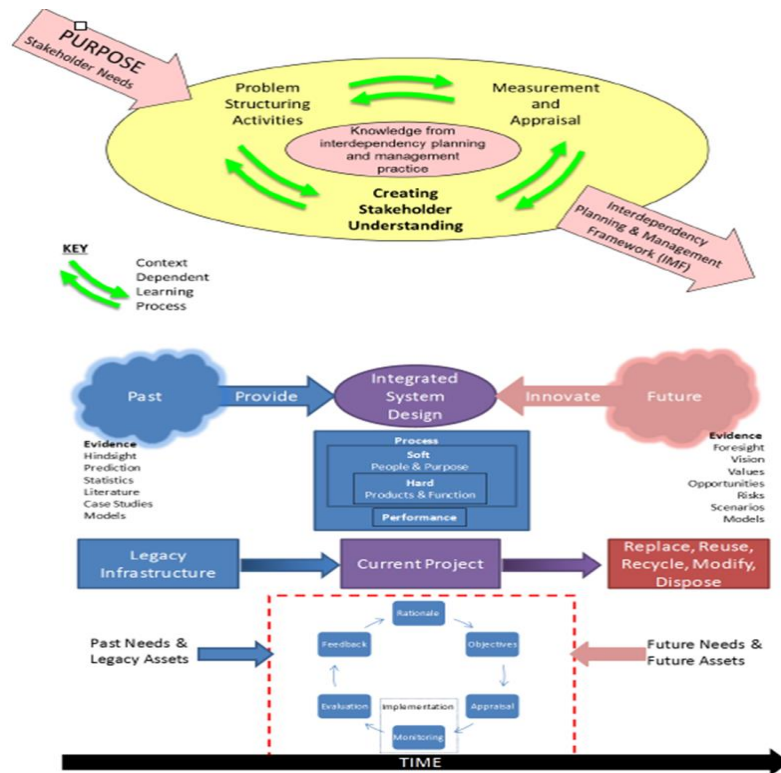 PURPOSE
Stakeholder Needs
Problem
Structuring
Activities
Measurement
and
Appraisal
Knowledge from
interdependency planning
and management
practice
Creating
Stakeholder
Understanding
Interdependency
Planning & Management
Framework (IMF)
KEY
Context
Dependent
Learning
Process
Past
Provide
Integrated
System
Design
Innovate
Future
Evidence
Hindsight
Prediction
Statistics
Literature
Case Studies
Models
Process
Soft
People & Purpose
Hard
Products & Function
Performance
Evidence
Foresight
Vision
Values
Opportunities
Risks
Scenarios
Models
Legacy
Infrastructure
Current Project
Replace, Reuse,
Recycle, Modify,
Dispose
Past Needs &
Legacy Assets
Rationale
Feedback
Objectives
Evaluation
Implementation
Appraisal
Monitoring
Future Needs &
Future Assets
TIME